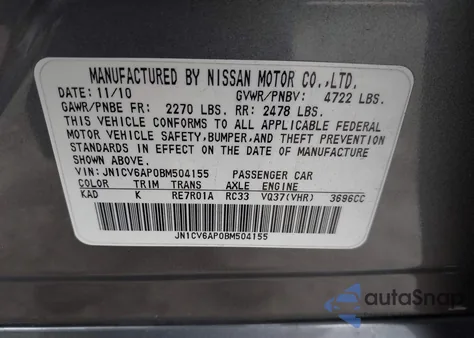 MANUFACTURED BY NISSAN MOTOR CO.,LTD.
DATE: 11/10 GVWR/PNBV: 4722 LBS.
GAWR/PNBE FR: 2270 LBS. RR: 2478 LBS.
THIS VEHICLE CONFORMS TO ALL APPLICABLE FEDERAL
MOTOR VEHICLE SAFETY,BUMPER,AND THEFT PREVENTION
STANDARDS IN EFFECT ON THE DATE OF MANUFACTURE
SHOWN ABOVE.
VIN: JN1CV6AP0BM504155 PASSENGER CAR
COLOR TRIM TRANS AXLE ENGINE
KAD K RE7R01A RC33 VQ37(VHR) 3696CC
JN1CV6AP0BM504155
autoSnap